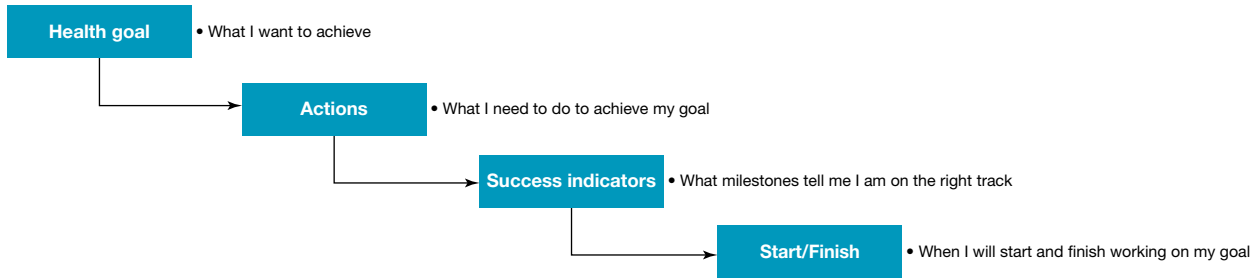 Health goal
• What I want to achieve
Actions
• What I need to do to achieve my goal
Success indicators
• What milestones tell me I am on the right track
Start/Finish
• When I will start and finish working on my goal